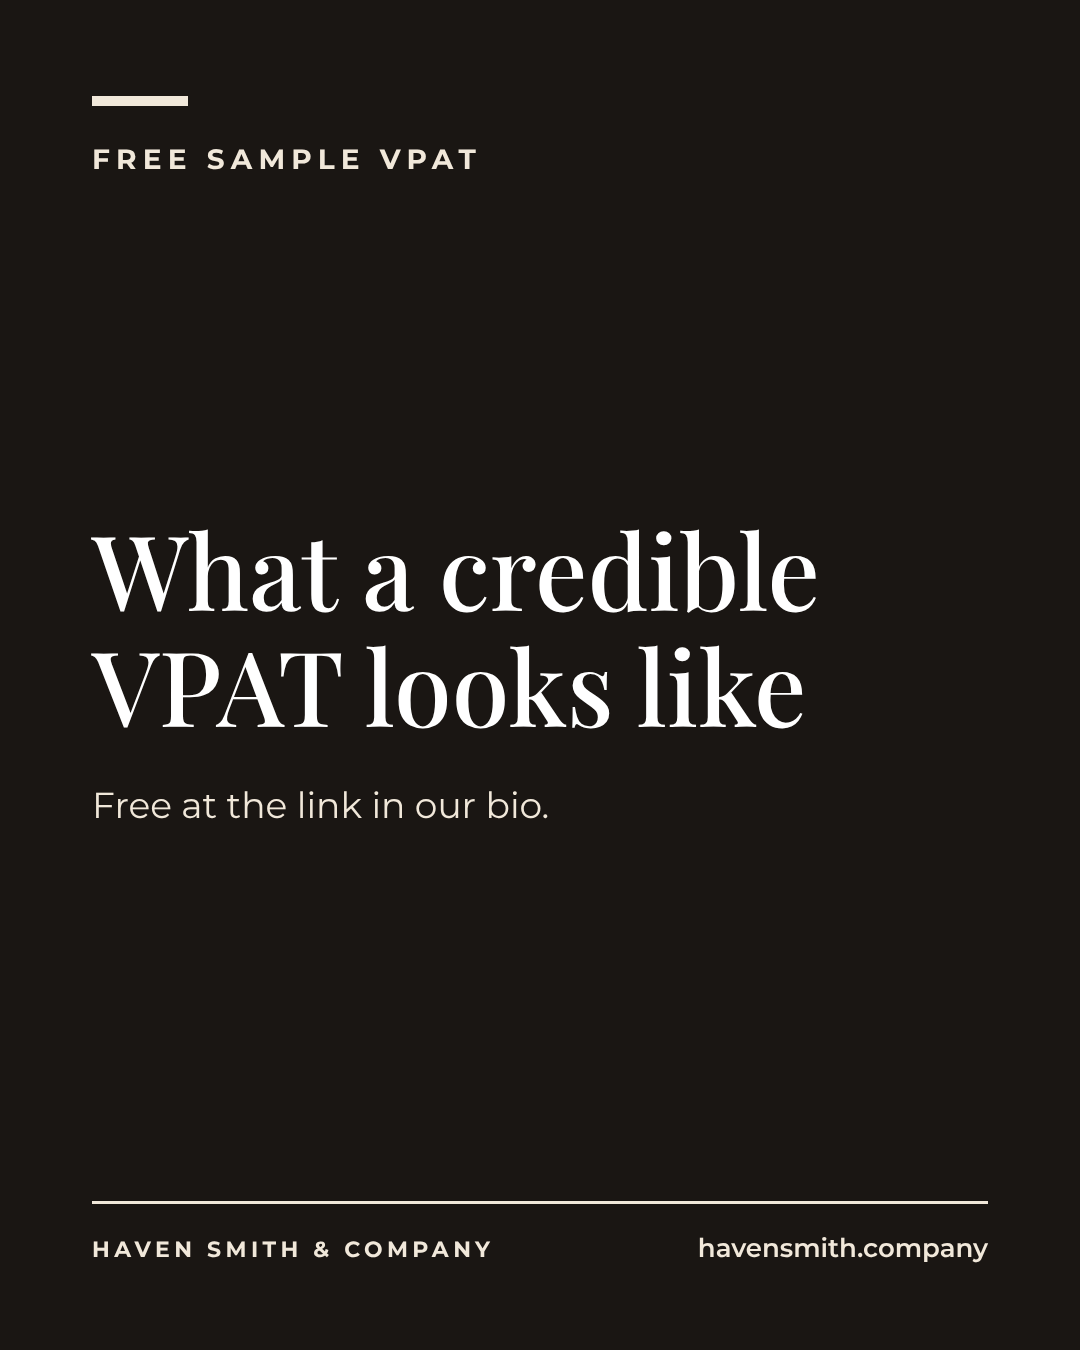 FREE SAMPLE VPAT
What a credible
VPAT looks like
Free at the link in our bio.
HAVEN SMITH & COMPANY
havensmith.company